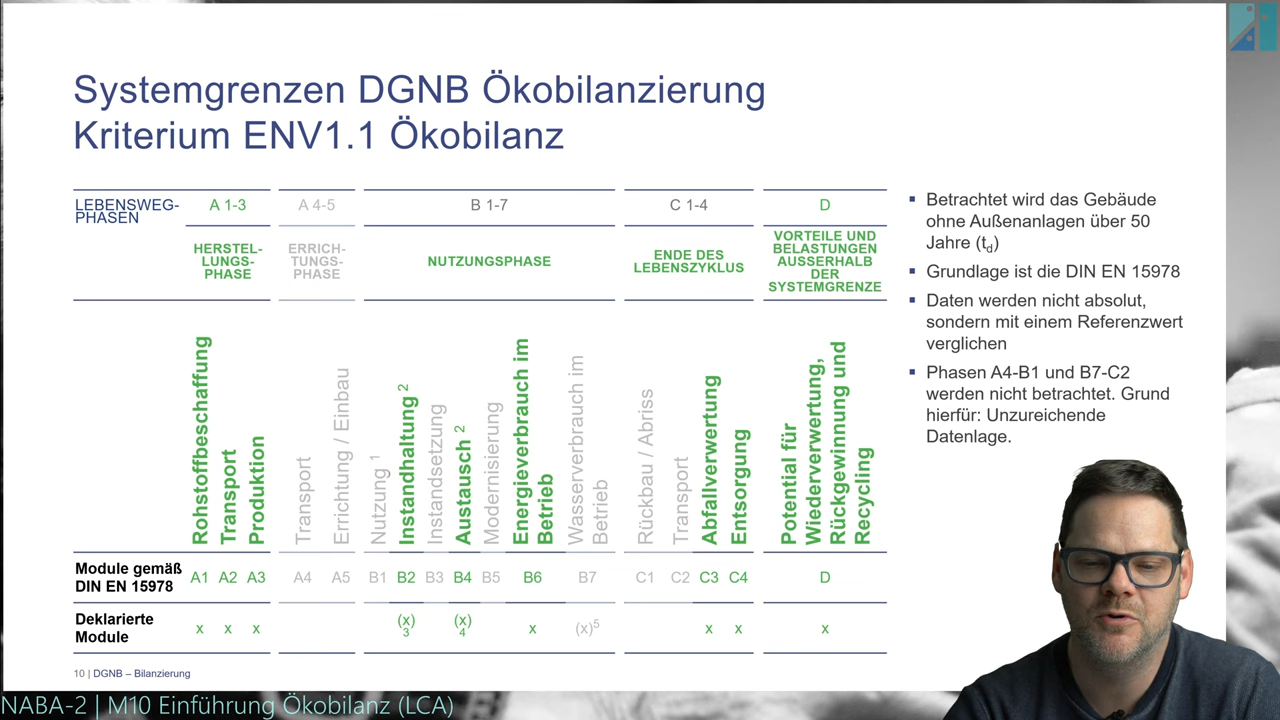 Systemgrenzen DGNB Ökobilanzierung
Kriterium ENV1.1 Ökobilanz
LEBENSWEG-
PHASEN
A 1-3
A 4-5
B 1-7
C 1-4
D
HERSTEL-
LUNGS-
PHASE
ERRICH-
TUNGS-
PHASE
NUTZUNGSPHASE
ENDE DES
LEBENSZYKLUS
VORTEILE UND
BELASTUNGEN
AUSSERHALB
DER
SYSTEMGRENZE
Rohstoffbeschaffung
Transport
Produktion
Transport
Errichtung / Einbau
Nutzung 1
Instandhaltung 2
Instandsetzung
Austausch 2
Modernisierung
Energieverbrauch im
Betrieb
Wasserverbrauch im
Betrieb
Rückbau / Abriss
Transport
Abfallverwertung
Entsorgung
Potential für
Wiederverwertung,
Rückgewinnung und
Recycling
Module gemäß
DIN EN 15978
A1 A2 A3 A4 A5 B1 B2 B3 B4 B5 B6 B7 C1 C2 C3 C4 D
Deklarierte
Module
x x x (x) 3 (x) 4 x (x)5 x x x
▪ Betrachtet wird das Gebäude
ohne Außenanlagen über 50
Jahre (td)
▪ Grundlage ist die DIN EN 15978
▪ Daten werden nicht absolut,
sondern mit einem Referenzwert
verglichen
▪ Phasen A4-B1 und B7-C2
werden nicht betrachtet. Grund
hierfür: Unzureichende
Datenlage.
10 | DGNB – Bilanzierung
NABA-2 | M10 Einführung Ökobilanz (LCA)